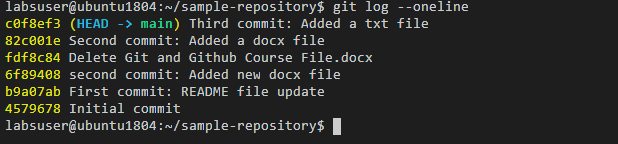 labsuser@ubuntu1804:~/sample-repository$ git log --oneline
c0f8ef3 (HEAD -> main) Third commit: Added a txt file
82c001e Second commit: Added a docx file
fdf8c84 Delete Git and Github Course File.docx
6f89408 second commit: Added new docx file
b9a07ab First commit: README file update
4579678 Initial commit
labsuser@ubuntu1804:~/sample-repository$